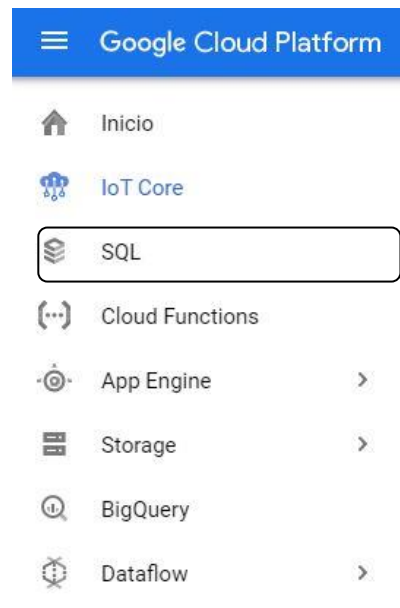 Google Cloud Platform
Inicio
IoT Core
SQL
Cloud Functions
App Engine
Storage
BigQuery
Dataflow